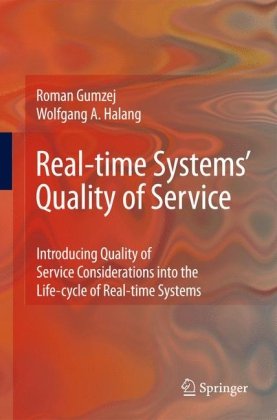 Roman Gumzej
Wolfgang A. Halang
Real-time Systems'
Quality of Service
Introducing Quality of
Service Considerations into the
Life-cycle of Real-time Systems
Springer